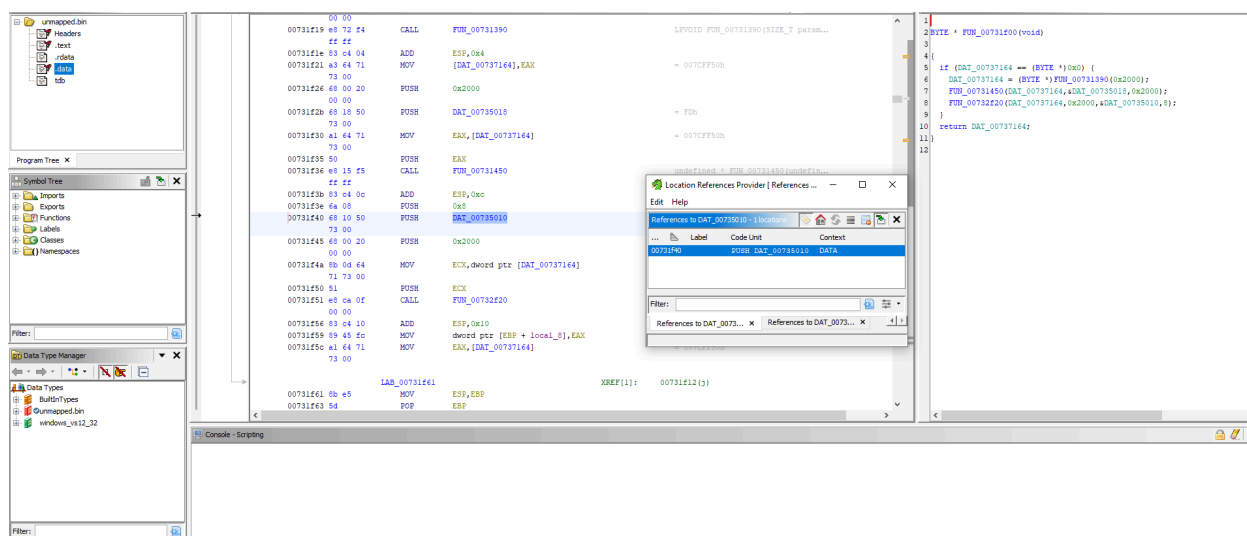 unmapped.bin
Headers
.text
.rdata
.data
tdb
Program Tree ×
Symbol Tree
Imports
Exports
Functions
Labels
Classes
Namespaces
Filter:
Data Type Manager
Data Types
BuiltInTypes
unmapped.bin
windows_vs12_32
Filter:
00 00
00731f19 e8 72 f4 CALL FUN_00731390 LPVOID FUN_00731390(SIZE_T param...
ff ff
00731f1e 83 c4 04 ADD ESP,0x4
00731f21 a3 64 71 MOV [DAT_00737164],EAX = 007CFF50h
73 00
00731f26 68 00 20 PUSH 0x2000
00 00
00731f2b 68 18 50 PUSH DAT_00735018 = FDh
73 00
00731f30 a1 64 71 MOV EAX,[DAT_00737164] = 007CFF50h
73 00
00731f35 50 PUSH EAX
00731f36 e8 15 f5 CALL FUN_00731450 undefined * FUN_00731450(undefin...
ff ff
00731f3b 83 c4 0c ADD ESP,0xc
00731f3e 6a 08 PUSH 0x8
00731f40 68 10 50 PUSH DAT_00735010
73 00
00731f45 68 00 20 PUSH 0x2000
00 00
00731f4a 8b 0d 64 MOV ECX,dword ptr [DAT_00737164]
71 73 00
00731f50 51 PUSH ECX
00731f51 e8 ca 0f CALL FUN_00732f20
00 00
00731f56 83 c4 10 ADD ESP,0x10
00731f59 89 45 fc MOV dword ptr [EBP + local_8],EAX
00731f5c a1 64 71 MOV EAX,[DAT_00737164]
73 00
LAB_00731f61 XREF[1]: 00731f12(j)
00731f61 8b e5 MOV ESP,EBP
00731f63 5d POP EBP
Location References Provider [ References ...
Edit Help
References to DAT_00735010 - 1 locations
... Label Code Unit Context
00731f40 PUSH DAT_00735010 DATA
Filter:
References to DAT_0073... × References to DAT_0073... ×
1
2 BYTE * FUN_00731f00(void)
3
4 {
5 if (DAT_00737164 == (BYTE *)0x0) {
6 DAT_00737164 = (BYTE *)FUN_00731390(0x2000);
7 FUN_00731450(DAT_00737164,&DAT_00735018,0x2000);
8 FUN_00732f20(DAT_00737164,0x2000,&DAT_00735010,8);
9 }
10 return DAT_00737164;
11 }
12
Console - Scripting